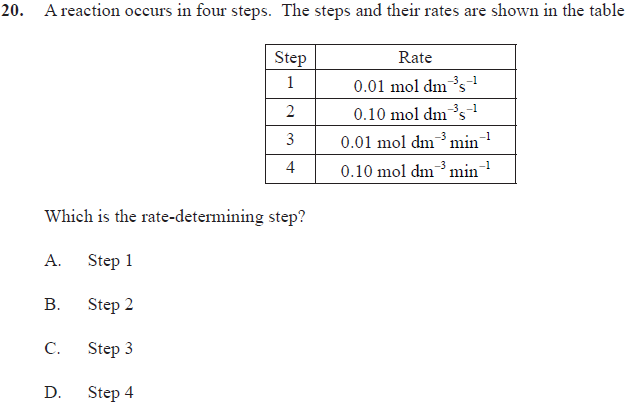 20. A reaction occurs in four steps. The steps and their rates are shown in the table
Step Rate
1 0.01 mol dm⁻³s⁻¹
2 0.10 mol dm⁻³s⁻¹
3 0.01 mol dm⁻³ min⁻¹
4 0.10 mol dm⁻³ min⁻¹
Which is the rate-determining step?
A. Step 1
B. Step 2
C. Step 3
D. Step 4